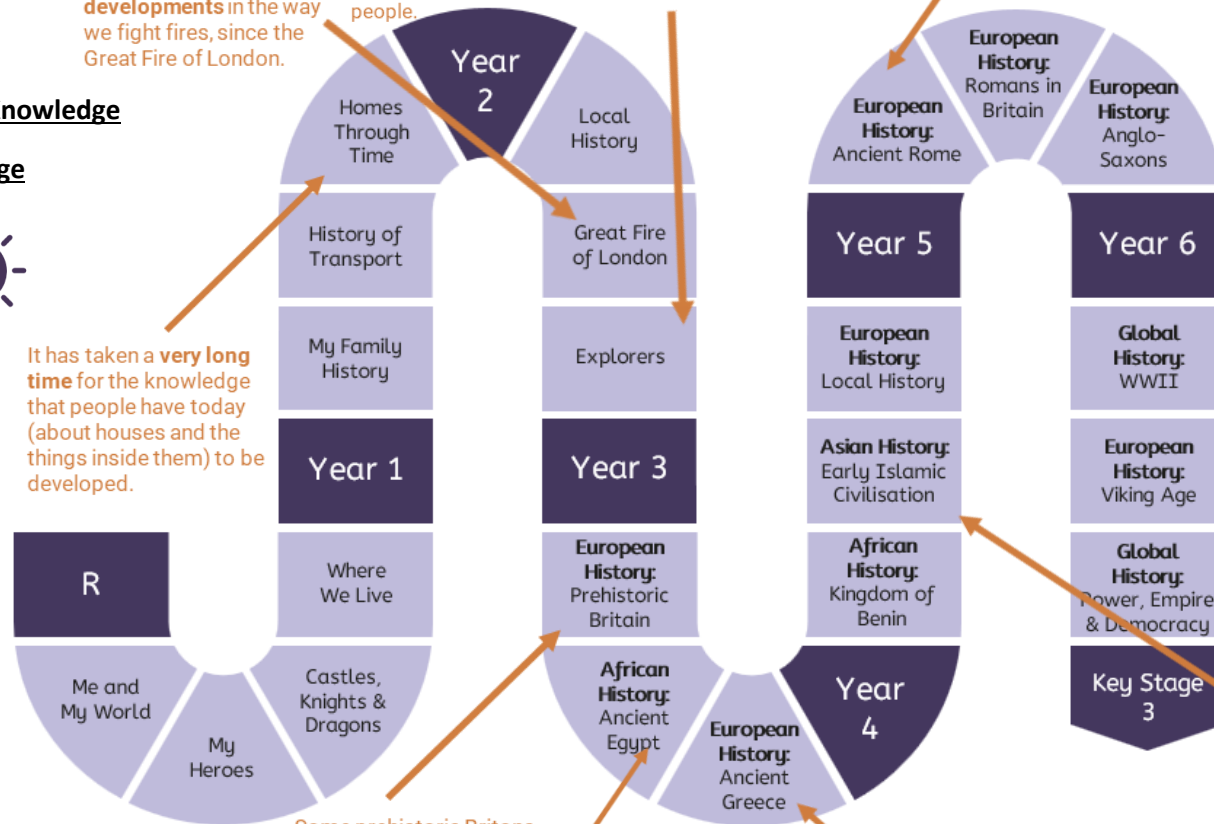 developments in the way
we fight fires, since the
Great Fire of London.
people.
nowledge
ge
It has taken a very long
time for the knowledge
that people have today
(about houses and the
things inside them) to be
developed.
R
Me and
My World
My
Heroes
Castles,
Knights &
Dragons
Where
We Live
Year 1
My Family
History
History of
Transport
Homes
Through
Time
Year
2
Local
History
Great Fire
of London
Explorers
Year 3
European
History:
Prehistoric
Britain
African
History:
Ancient
Egypt
European
History:
Ancient
Greece
Year
4
African
History:
Kingdom of
Benin
Asian History:
Early Islamic
Civilisation
European
History:
Local History
Year 5
European
History:
Ancient Rome
European
History:
Romans in
Britain
European
History:
Anglo-
Saxons
Year 6
Global
History:
WWII
European
History:
Viking Age
Global
History:
Power, Empire
& Democracy
Key Stage
3
Some prehistoric Britons